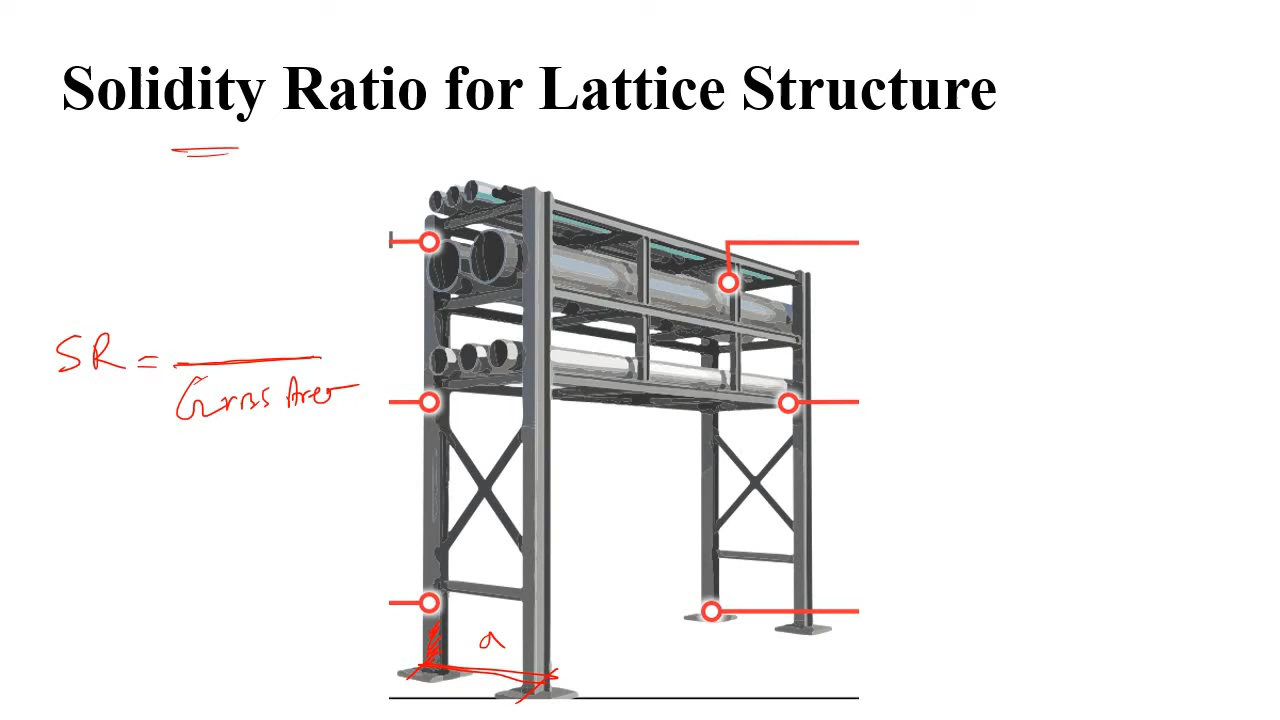 Solidity Ratio for Lattice Structure
SR =
Gross Area
a